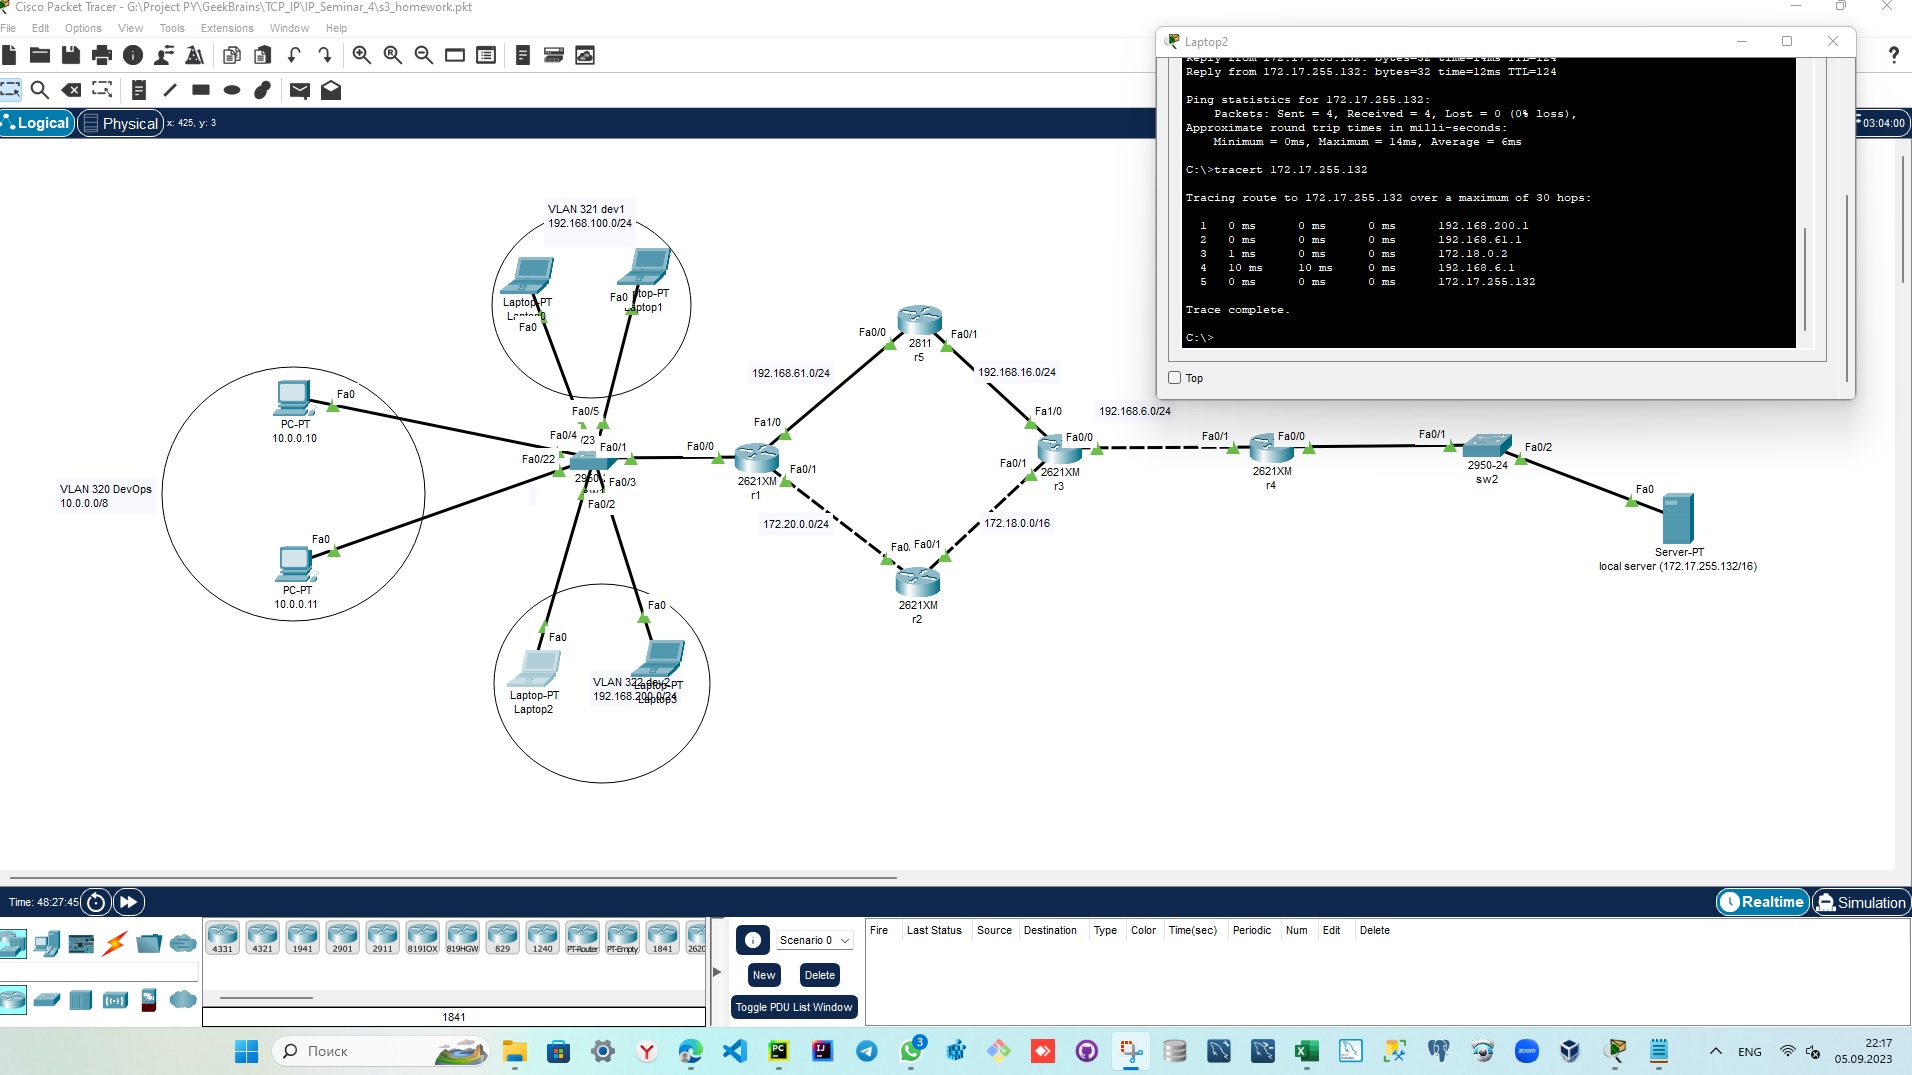 Cisco Packet Tracer - G:\Project PY\GeekBrains\TCP_IP\IP_Seminar_4\s3_homework.pkt
File Edit Options View Tools Extensions Window Help
Logical Physical x: 425, y: 3
03:04:00
Laptop2
Reply from 172.17.255.132: bytes=32 time=14ms TTL=124
Reply from 172.17.255.132: bytes=32 time=12ms TTL=124
Ping statistics for 172.17.255.132:
Packets: Sent = 4, Received = 4, Lost = 0 (0% loss),
Approximate round trip times in milli-seconds:
Minimum = 0ms, Maximum = 14ms, Average = 6ms
C:\>tracert 172.17.255.132
Tracing route to 172.17.255.132 over a maximum of 30 hops:
1 0 ms 0 ms 0 ms 192.168.200.1
2 0 ms 0 ms 0 ms 192.168.61.1
3 1 ms 0 ms 0 ms 172.18.0.2
4 10 ms 10 ms 0 ms 192.168.6.1
5 0 ms 0 ms 0 ms 172.17.255.132
Trace complete.
C:\>
Top
VLAN 321 dev1
192.168.100.0/24
Laptop-PT
Laptop0
Fa0
Fa0
ptop-PT
aptop1
PC-PT
10.0.0.10
Fa0
VLAN 320 DevOps
10.0.0.0/8
Fa0
PC-PT
10.0.0.11
Fa0/5
Fa0/4
/23
Fa0/1
Fa0/22
2950
Fa0/3
Fa0/2
Fa0
Laptop-PT
Laptop2
Fa0
VLAN 322 dev2
192.168.200.0/24
Laptop-PT
Laptop3
Fa0/0
2621XM
r1
Fa1/0
Fa0/1
192.168.61.0/24
Fa0/0
Fa0/1
2811
r5
192.168.16.0/24
172.20.0.0/24
Fa0/
Fa0/1
2621XM
r2
172.18.0.0/16
Fa1/0
Fa0/0
Fa0/1
2621XM
r3
192.168.6.0/24
Fa0/1
Fa0/0
2621XM
r4
Fa0/1
Fa0/2
2950-24
sw2
Fa0
Server-PT
local server (172.17.255.132/16)
Time: 48:27:45
Realtime Simulation
4331 4321 1941 2901 2911 819IOX 819HGW 829 1240 PT-Router PT-Empty 1841 2620
1841
Scenario 0
New Delete
Toggle PDU List Window
Fire Last Status Source Destination Type Color Time(sec) Periodic Num Edit Delete
Поиск
3
ENG
22:17
05.09.2023